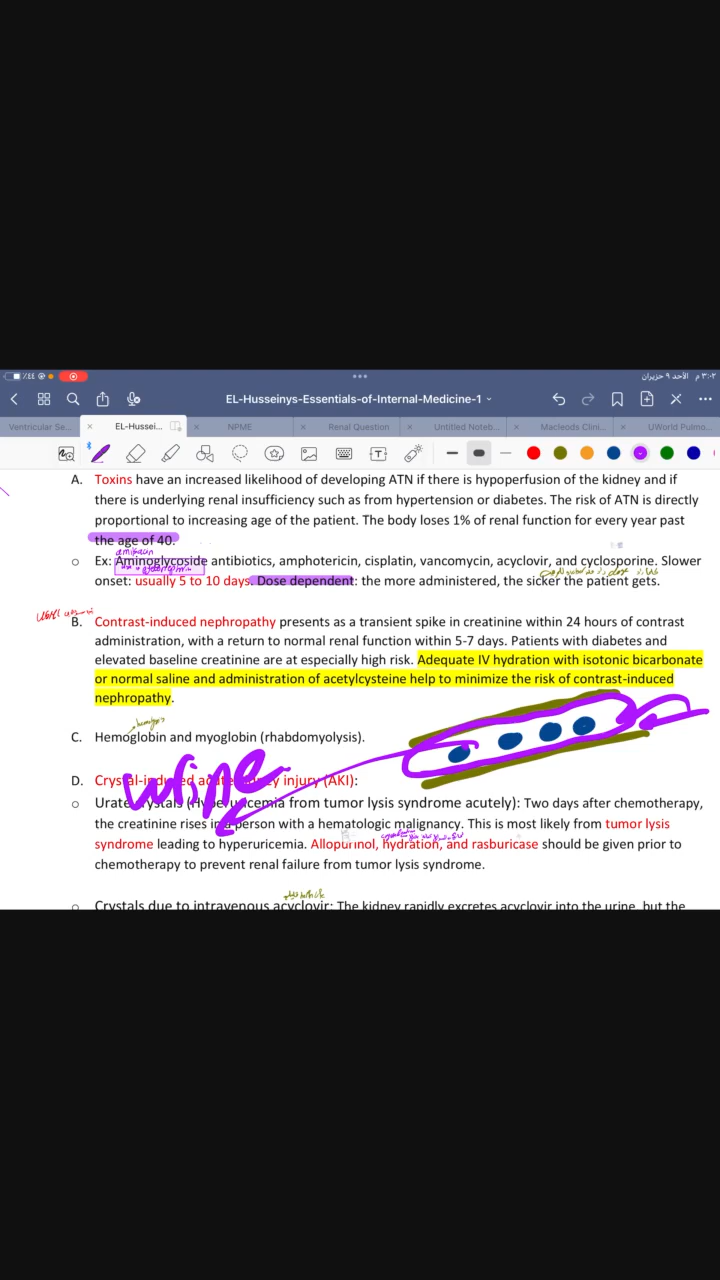 ٪٤٤
٣:٠٢ م الأحد ٩ حزيران
EL-Husseinys-Essentials-of-Internal-Medicine-1
Ventricular Se...
EL-Hussei...
NPME
Renal Question
Untitled Noteb...
Macleods Clini...
UWorld Pulmo...
A. Toxins have an increased likelihood of developing ATN if there is hypoperfusion of the kidney and if
there is underlying renal insufficiency such as from hypertension or diabetes. The risk of ATN is directly
proportional to increasing age of the patient. The body loses 1% of renal function for every year past
the age of 40.
o Ex: Aminoglycoside antibiotics, amphotericin, cisplatin, vancomycin, acyclovir, and cyclosporine. Slower
onset: usually 5 to 10 days. Dose dependent: the more administered, the sicker the patient gets.
B. Contrast-induced nephropathy presents as a transient spike in creatinine within 24 hours of contrast
administration, with a return to normal renal function within 5-7 days. Patients with diabetes and
elevated baseline creatinine are at especially high risk. Adequate IV hydration with isotonic bicarbonate
or normal saline and administration of acetylcysteine help to minimize the risk of contrast-induced
nephropathy.
hemolysis
C. Hemoglobin and myoglobin (rhabdomyolysis).
urine
D. Crystal-induced acute kidney injury (AKI):
o Urate crystals (Hyperuricemia from tumor lysis syndrome acutely): Two days after chemotherapy,
the creatinine rises in a person with a hematologic malignancy. This is most likely from tumor lysis
syndrome leading to hyperuricemia. Allopurinol, hydration, and rasburicase should be given prior to
chemotherapy to prevent renal failure from tumor lysis syndrome.
o Crystals due to intravenous acyclovir: The kidney rapidly excretes acyclovir into the urine, but the